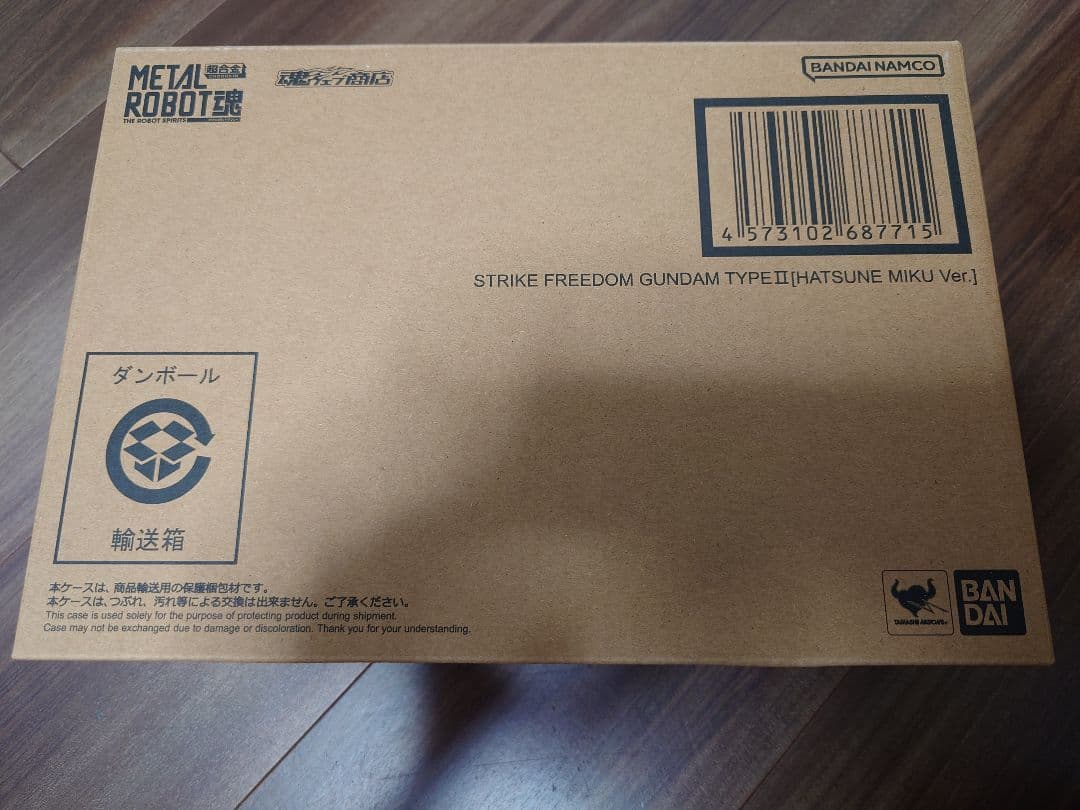 METAL 超合金
ROBOT魂
THE ROBOT SPIRITS
魂ウェブ商店
BANDAI NAMCO
4 573102 687715
STRIKE FREEDOM GUNDAM TYPEⅡ[HATSUNE MIKU Ver.]
ダンボール
輸送箱
本ケースは、商品輸送用の保護梱包材です。
本ケースは、つぶれ、汚れ等による交換は出来ません。ご了承ください。
This case is used solely for the purpose of protecting product during shipment.
Case may not be exchanged due to damage or discoloration. Thank you for your understanding.
TAMASHII NATIONS
BAN
DAI